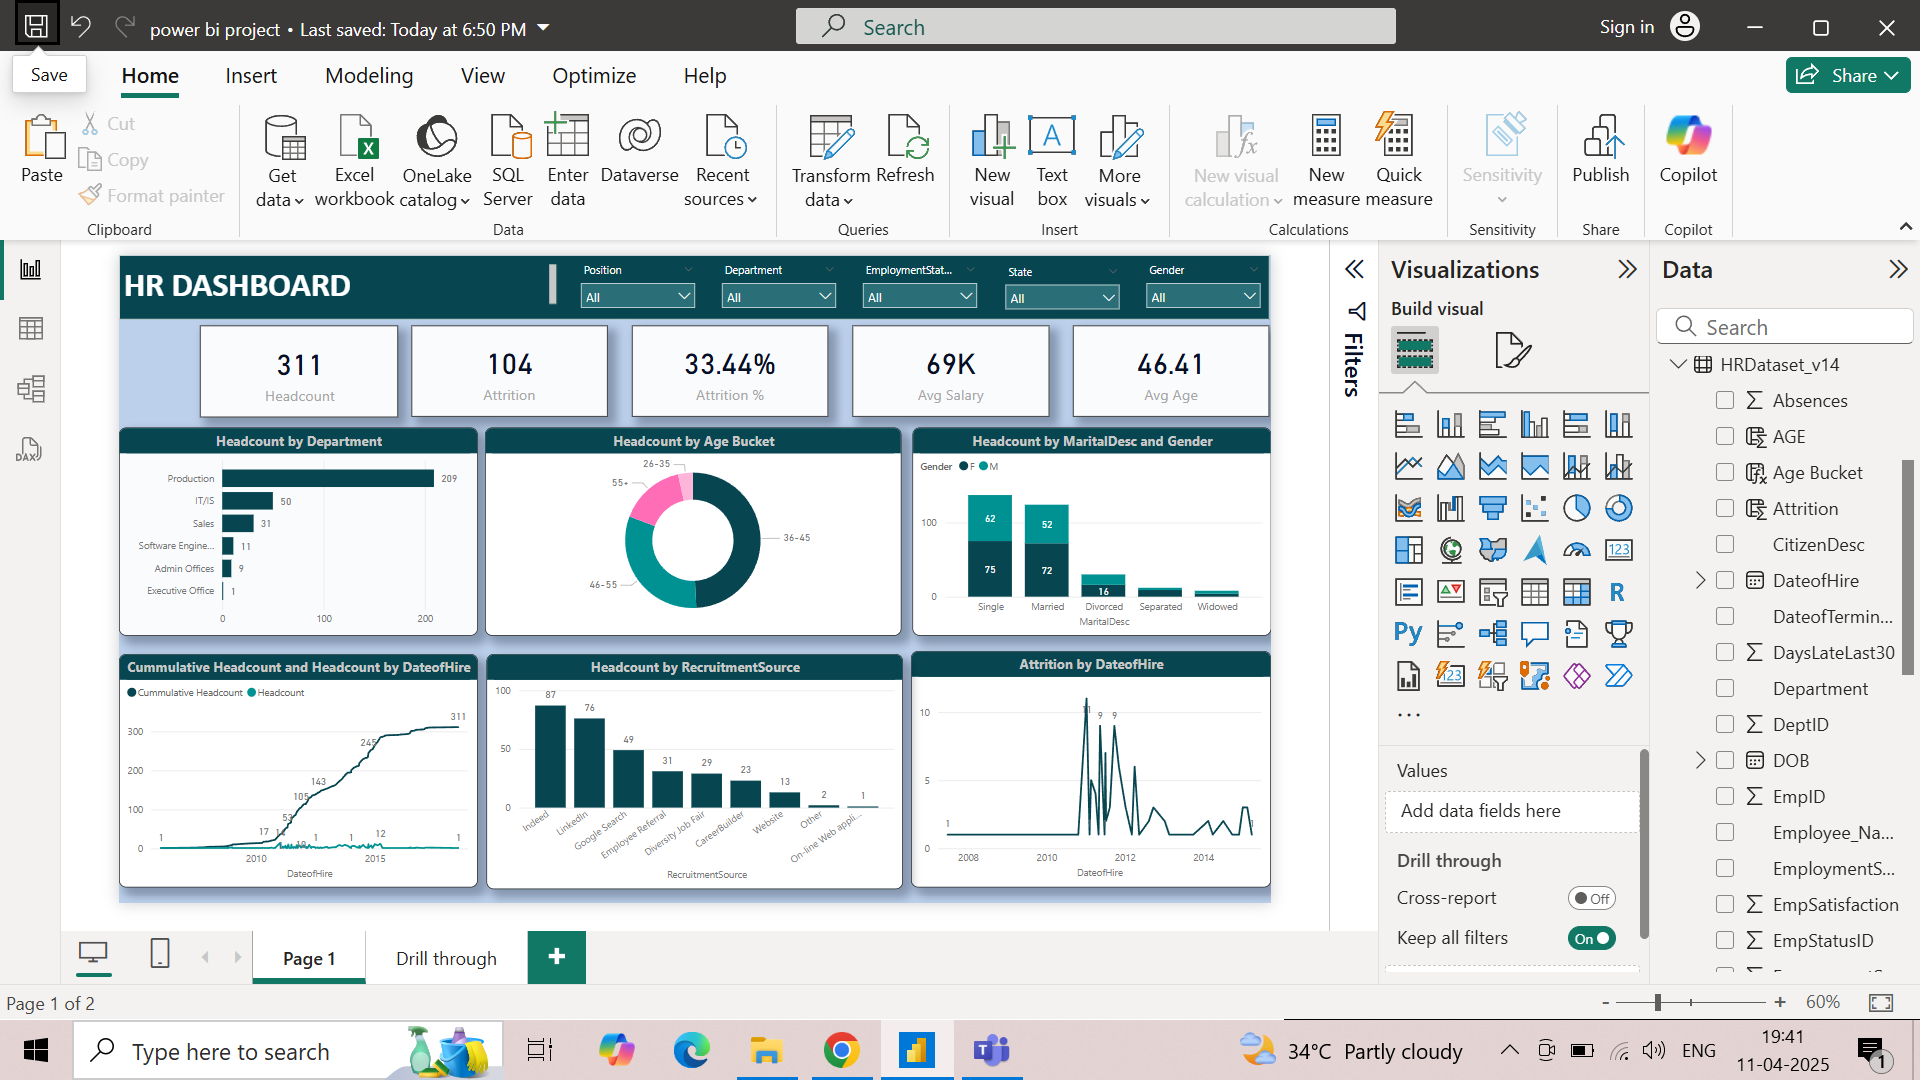 power bi project • Last saved: Today at 6:50 PM
Search
Sign in
Save
Home Insert Modeling View Optimize Help
Share
Paste
Cut
Copy
Format painter
Clipboard
Get data
Excel workbook
OneLake catalog
SQL Server
Enter data
Dataverse
Recent sources
Data
Transform data
Refresh
Queries
New visual
Text box
More visuals
Insert
New visual calculation
New measure
Quick measure
Calculations
Sensitivity
Sensitivity
Publish
Share
Copilot
Copilot
HR DASHBOARD
Position
All
Department
All
EmploymentStat...
All
State
All
Gender
All
311
Headcount
104
Attrition
33.44%
Attrition %
69K
Avg Salary
46.41
Avg Age
Headcount by Department
Production 209
IT/IS 50
Sales 31
Software Engine... 11
Admin Offices 9
Executive Office 1
0 100 200
Headcount by Age Bucket
26-35
55+
36-45
46-55
Headcount by MaritalDesc and Gender
Gender F M
100
0
62
75
52
72
16
Single Married Divorced Separated Widowed
MaritalDesc
Cummulative Headcount and Headcount by DateofHire
Cummulative Headcount Headcount
300
200
100
0
311
245
143
105
53
17
1
1
1
12
1
2010 2015
DateofHire
Headcount by RecruitmentSource
100
50
0
87 76 49 31 29 23 13 2 1
Indeed
LinkedIn
Google Search
Employee Referral
Diversity Job Fair
CareerBuilder
Website
Other
On-line Web appli...
RecruitmentSource
Attrition by DateofHire
10
5
0
1
11
9
9
1
2008 2010 2012 2014
DateofHire
Filters
Visualizations
Build visual
123
R
Py
123
...
Values
Add data fields here
Drill through
Cross-report
Off
Keep all filters
On
Data
Search
HRDataset_v14
Absences
AGE
Age Bucket
Attrition
CitizenDesc
DateofHire
DateofTermin...
DaysLateLast30
Department
DeptID
DOB
EmpID
Employee_Na...
EmploymentS...
EmpSatisfaction
EmpStatusID
Page 1
Drill through
+
Page 1 of 2
- + 60%
Type here to search
34°C Partly cloudy
ENG
19:41
11-04-2025
1